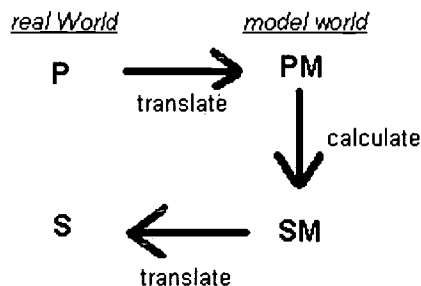 real World
model world
P
PM
translate
calculate
S
SM
translate